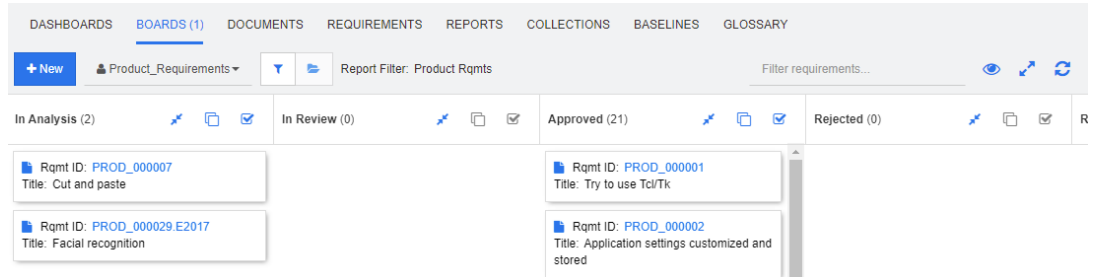 DASHBOARDS BOARDS (1) DOCUMENTS REQUIREMENTS REPORTS COLLECTIONS BASELINES GLOSSARY
+ New Product_Requirements Report Filter: Product Rqmts Filter requirements...
In Analysis (2) In Review (0) Approved (21) Rejected (0) R
Rqmt ID: PROD_000007
Title: Cut and paste
Rqmt ID: PROD_000029.E2017
Title: Facial recognition
Rqmt ID: PROD_000001
Title: Try to use Tcl/Tk
Rqmt ID: PROD_000002
Title: Application settings customized and
stored